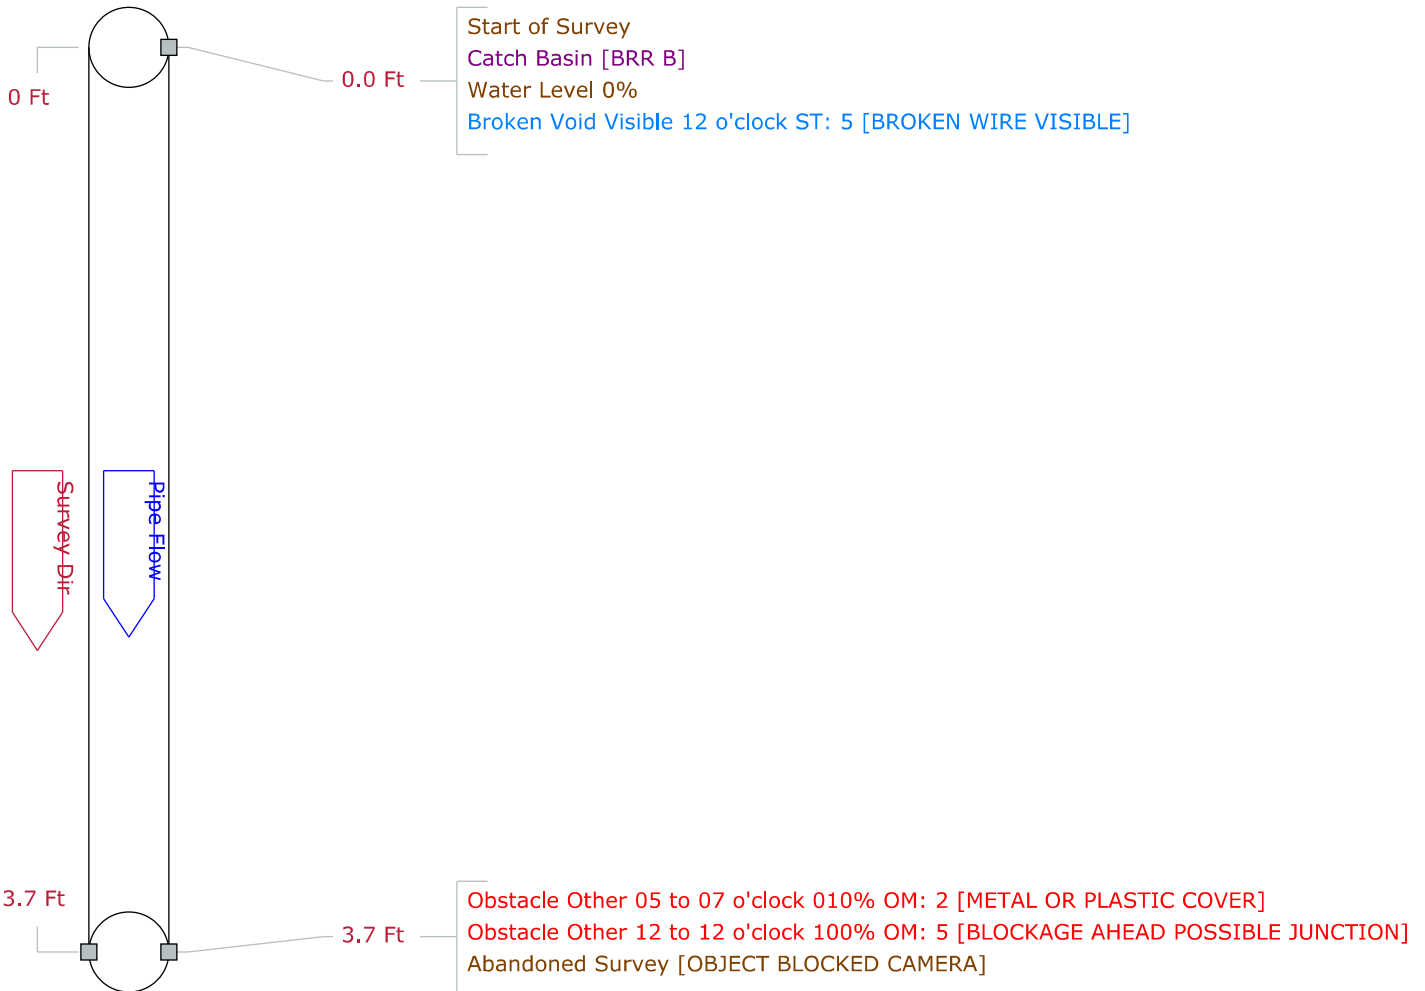 Start of Survey
Catch Basin [BRR B]
0 Ft
0.0 Ft
Water Level 0%
Broken Void Visible 12 o'clock ST: 5 [BROKEN WIRE VISIBLE]
Survey Dir
Pipe Flow
3.7 Ft
3.7 Ft
Obstacle Other 05 to 07 o'clock 010% OM: 2 [METAL OR PLASTIC COVER]
Obstacle Other 12 to 12 o'clock 100% OM: 5 [BLOCKAGE AHEAD POSSIBLE JUNCTION]
Abandoned Survey [OBJECT BLOCKED CAMERA]